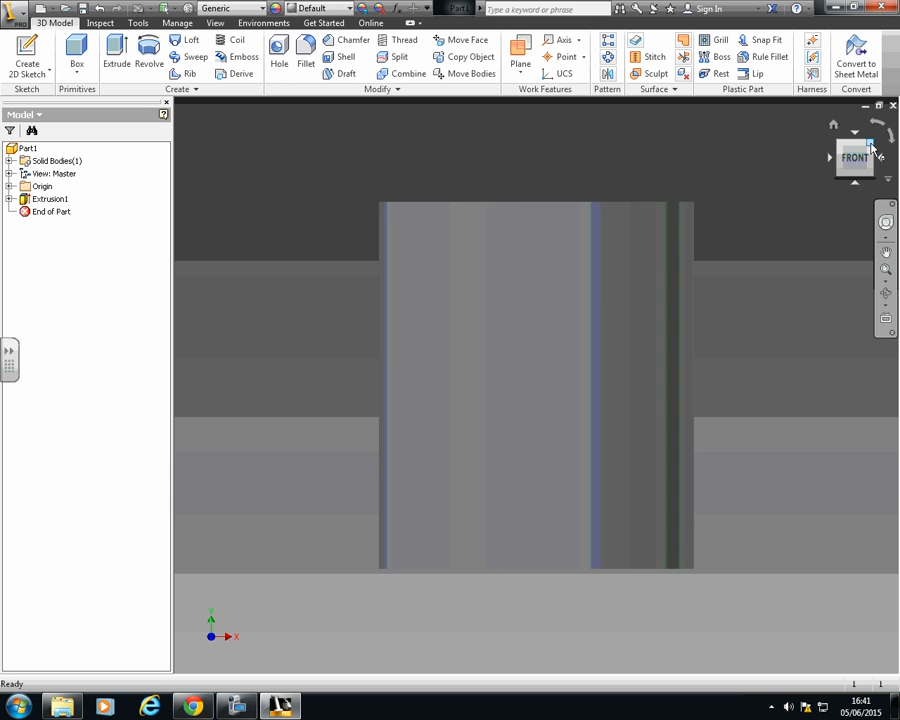 PRO
Generic
Default
Part1
Type a keyword or phrase
Sign In
3D Model Inspect Tools Manage View Environments Get Started Online
Create 2D Sketch
Sketch
Box
Primitives
Extrude Revolve
Loft Coil
Sweep Emboss
Rib Derive
Create
Hole Fillet
Chamfer Thread Move Face
Shell Split Copy Object
Draft Combine Move Bodies
Modify
Plane
Axis
Point
UCS
Work Features
Pattern
Stitch
Sculpt
Surface
Grill Snap Fit
Boss Rule Fillet
Rest Lip
Plastic Part
Harness
Convert to Sheet Metal
Convert
Model
Part1
Solid Bodies(1)
View: Master
Origin
Extrusion1
End of Part
FRONT
Y
X
Ready
1 1
16:41
05/06/2015